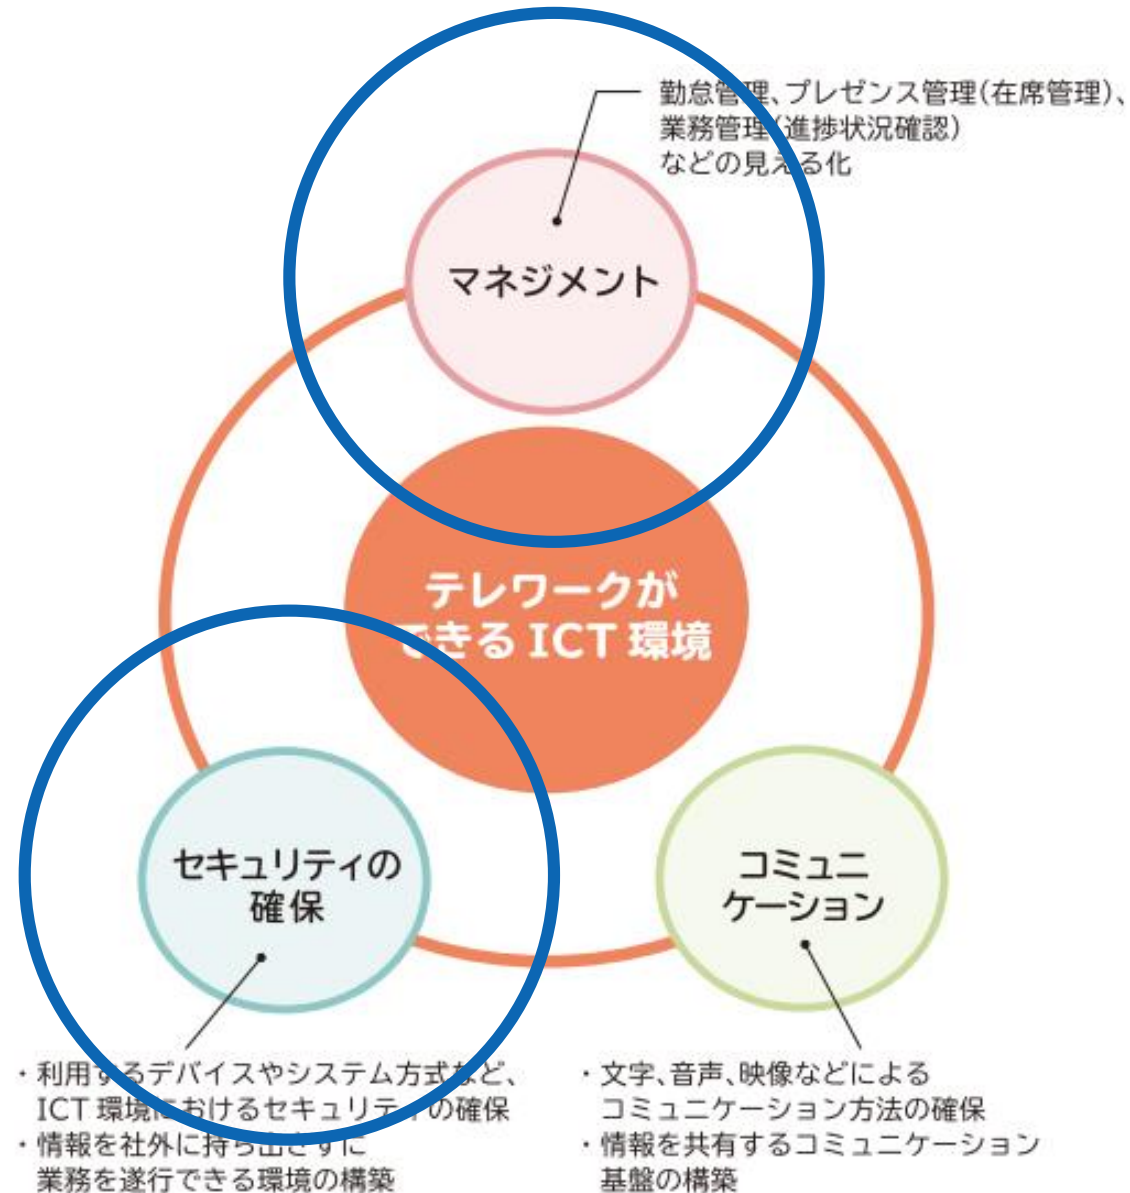 勤怠管理、プレゼンス管理(在席管理)、
業務管理(進捗状況確認)
などの見える化
マネジメント
テレワークが
できる ICT 環境
セキュリティの
確保
コミュニ
ケーション
・利用するデバイスやシステム方式など、
ICT 環境におけるセキュリティの確保
・情報を社外に持ち出さずに
業務を遂行できる環境の構築
・文字、音声、映像などによる
コミュニケーション方法の確保
・情報を共有するコミュニケーション
基盤の構築